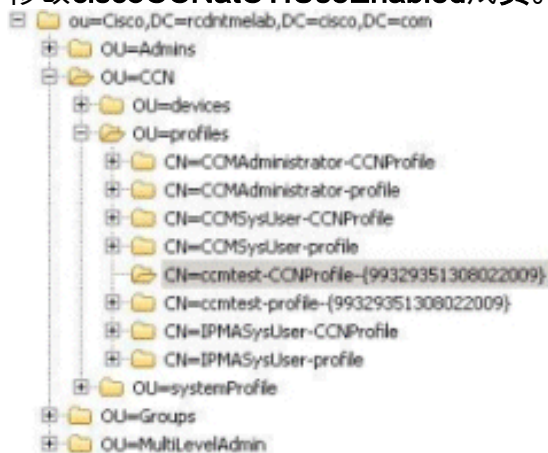 ou=Cisco,DC=rcdntmelab,DC=cisco,DC=com
OU=Admins
OU=CCN
OU=devices
OU=profiles
CN=CCMAdministrator-CCNProfile
CN=CCMAdministrator-profile
CN=CCMSysUser-CCNProfile
CN=CCMSysUser-profile
CN=ccmtest-CCNProfile-{99329351308022009}
CN=ccmtest-profile-{99329351308022009}
CN=IPMASysUser-CCNProfile
CN=IPMASysUser-profile
OU=systemProfile
OU=Groups
OU=MultiLevelAdmin